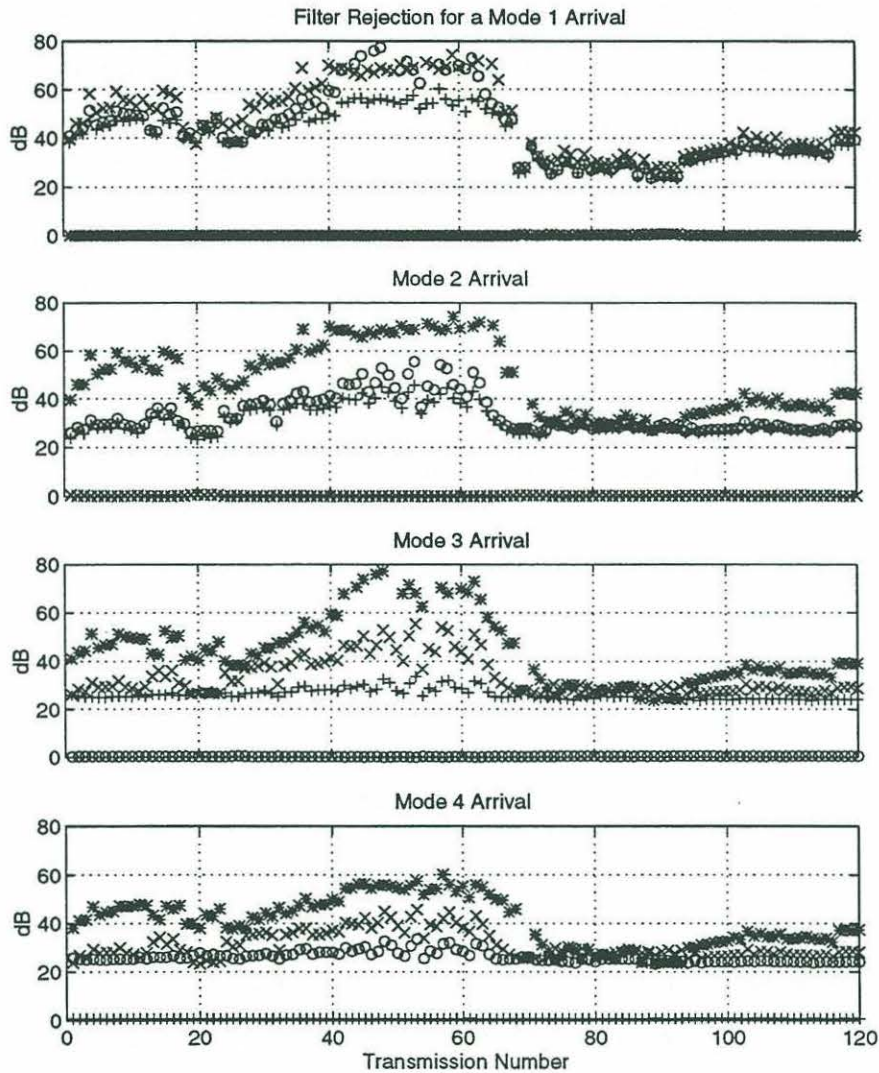 Filter Rejection for a Mode 1 Arrival
80
60
40
20
0
dB
Mode 2 Arrival
80
60
40
20
0
dB
Mode 3 Arrival
80
60
40
20
0
dB
Mode 4 Arrival
80
60
40
20
0
dB
0 20 40 60 80 100 120
Transmission Number